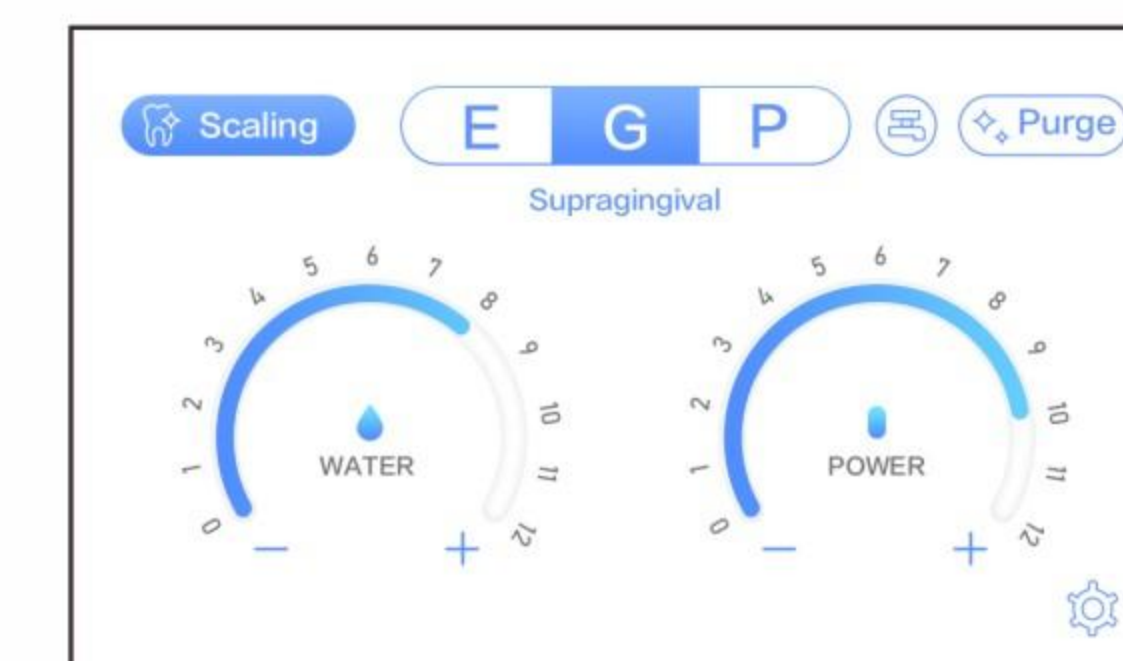 Scaling E G P Purge
Supragingival
0 1 2 3 4 5 6 7 8 9 10 11 12
WATER
− +
0 1 2 3 4 5 6 7 8 9 10 11 12
POWER
− +